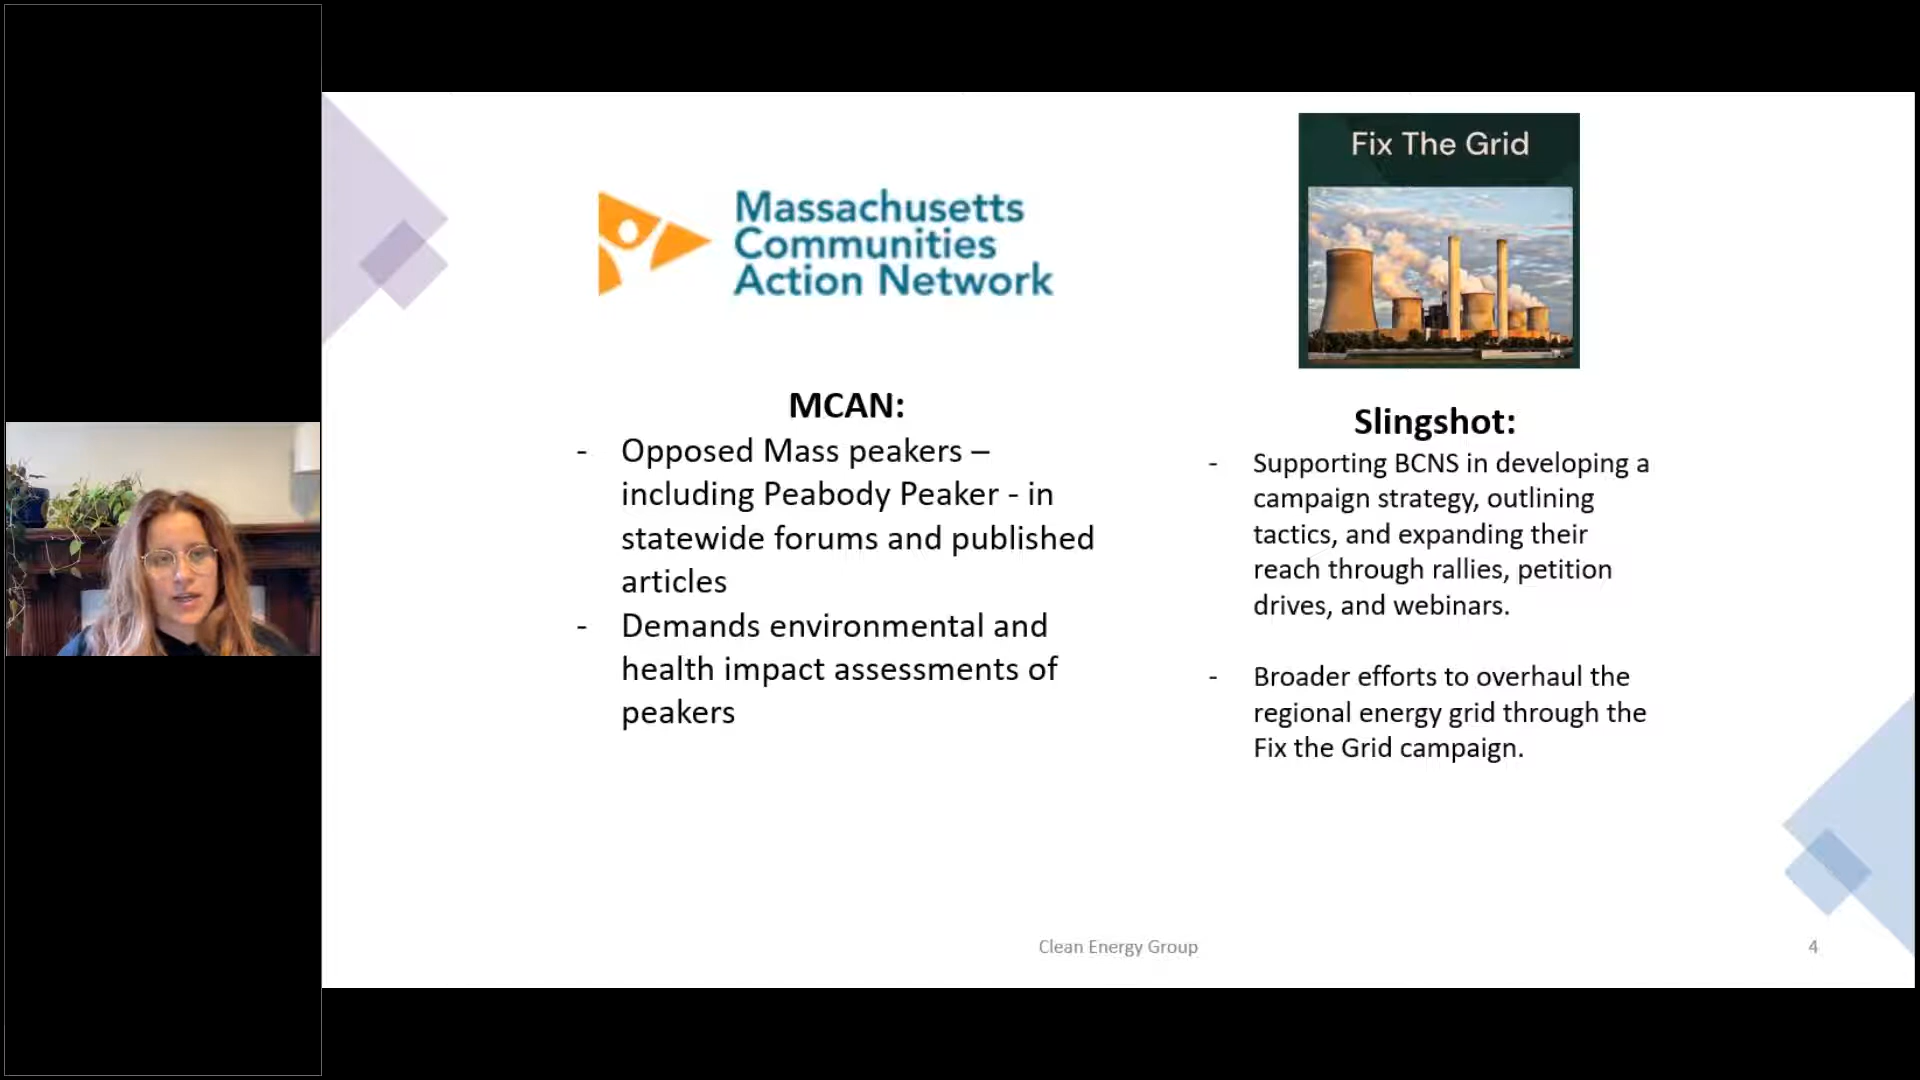 Massachusetts
Communities
Action Network
MCAN:
- Opposed Mass peakers –
including Peabody Peaker - in
statewide forums and published
articles
- Demands environmental and
health impact assessments of
peakers
Fix The Grid
Slingshot:
- Supporting BCNS in developing a
campaign strategy, outlining
tactics, and expanding their
reach through rallies, petition
drives, and webinars.
- Broader efforts to overhaul the
regional energy grid through the
Fix the Grid campaign.
Clean Energy Group
4